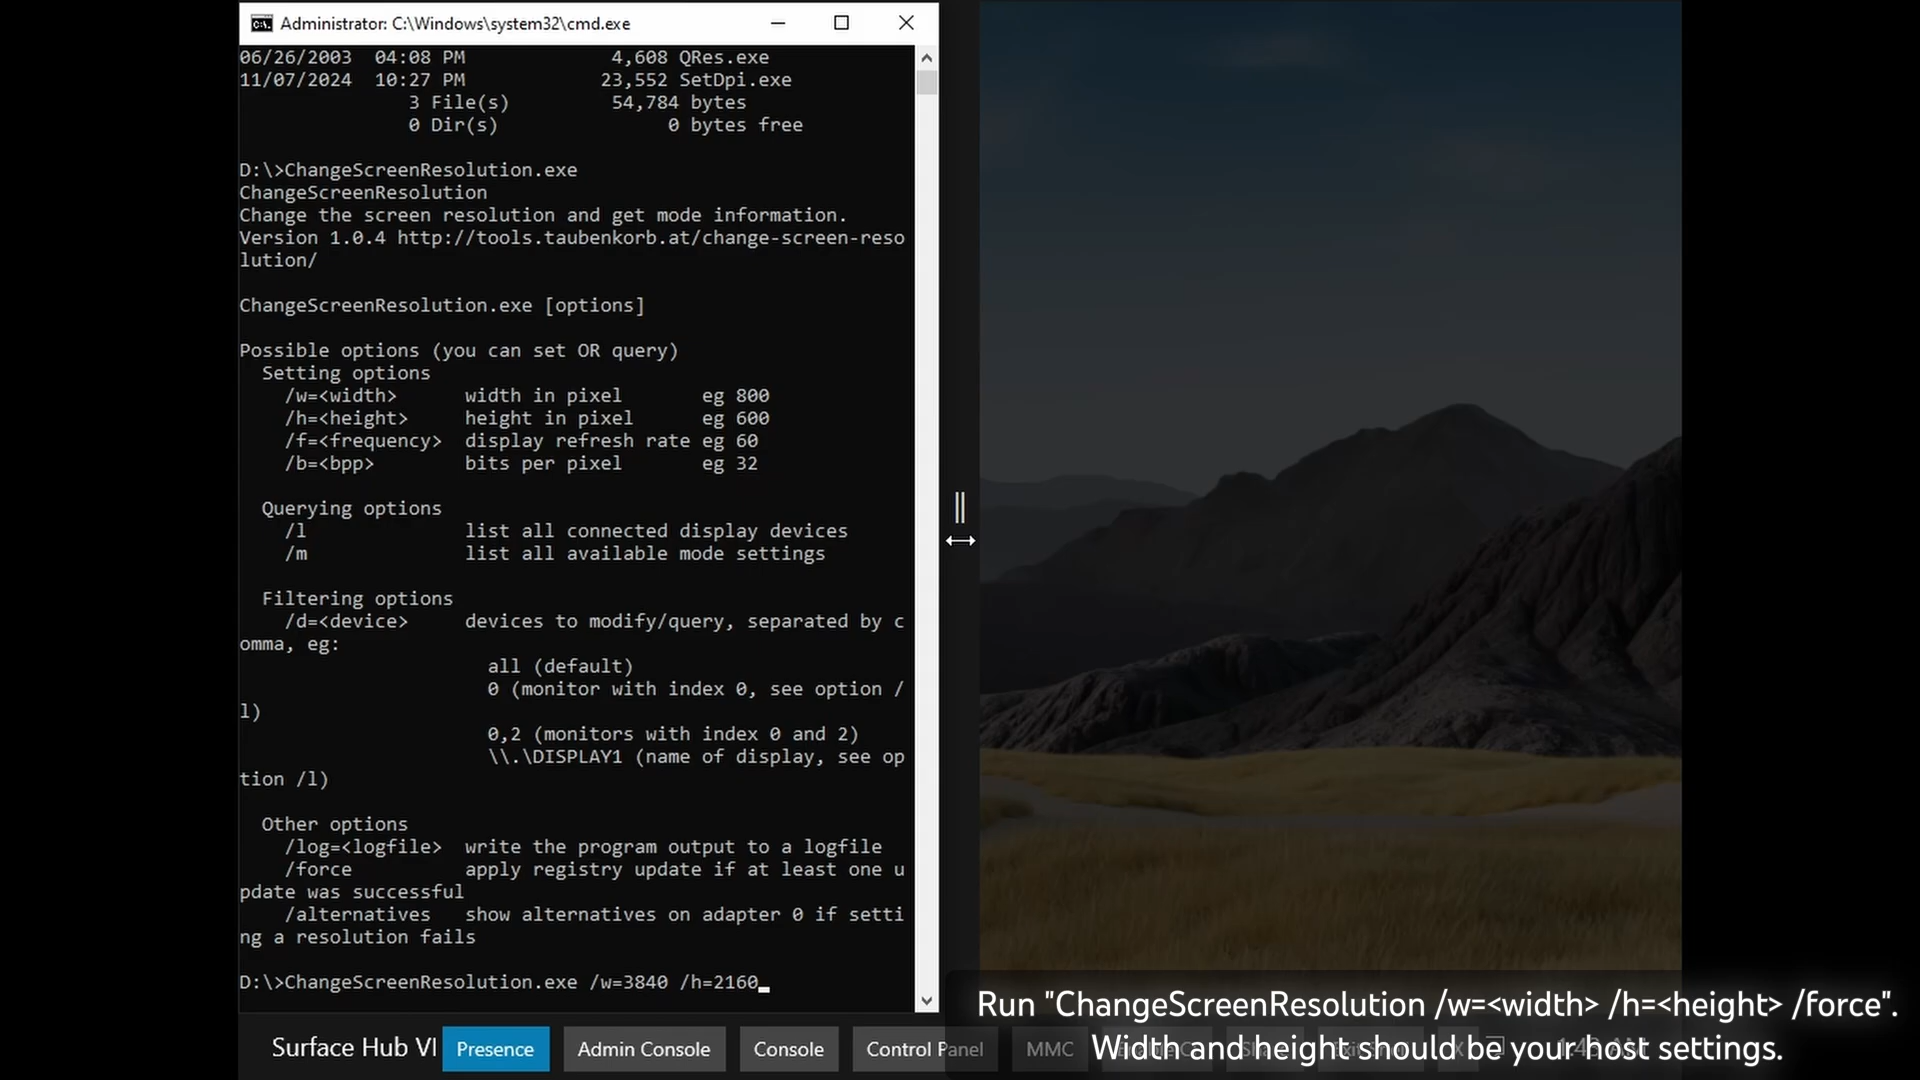 Administrator: C:\Windows\system32\cmd.exe
06/26/2003  04:08 PM             4,608 QRes.exe
11/07/2024  10:27 PM            23,552 SetDpi.exe
               3 File(s)         54,784 bytes
               0 Dir(s)              0 bytes free
D:\>ChangeScreenResolution.exe
ChangeScreenResolution
Change the screen resolution and get mode information.
Version 1.0.4 http://tools.taubenkorb.at/change-screen-reso
lution/
ChangeScreenResolution.exe [options]
Possible options (you can set OR query)
  Setting options
    /w=<width>      width in pixel       eg 800
    /h=<height>     height in pixel      eg 600
    /f=<frequency>  display refresh rate eg 60
    /b=<bpp>        bits per pixel       eg 32
  Querying options
    /l              list all connected display devices
    /m              list all available mode settings
  Filtering options
    /d=<device>     devices to modify/query, separated by c
omma, eg:
                      all (default)
                      0 (monitor with index 0, see option /
l)
                      0,2 (monitors with index 0 and 2)
                      \\.\DISPLAY1 (name of display, see op
tion /l)
  Other options
    /log=<logfile>  write the program output to a logfile
    /force          apply registry update if at least one u
pdate was successful
    /alternatives   show alternatives on adapter 0 if setti
ng a resolution fails
D:\>ChangeScreenResolution.exe /w=3840 /h=2160
Run "ChangeScreenResolution /w=<width> /h=<height> /force".
Width and height should be your host settings.
Surface Hub VI Presence Admin Console Console Control Panel MMC